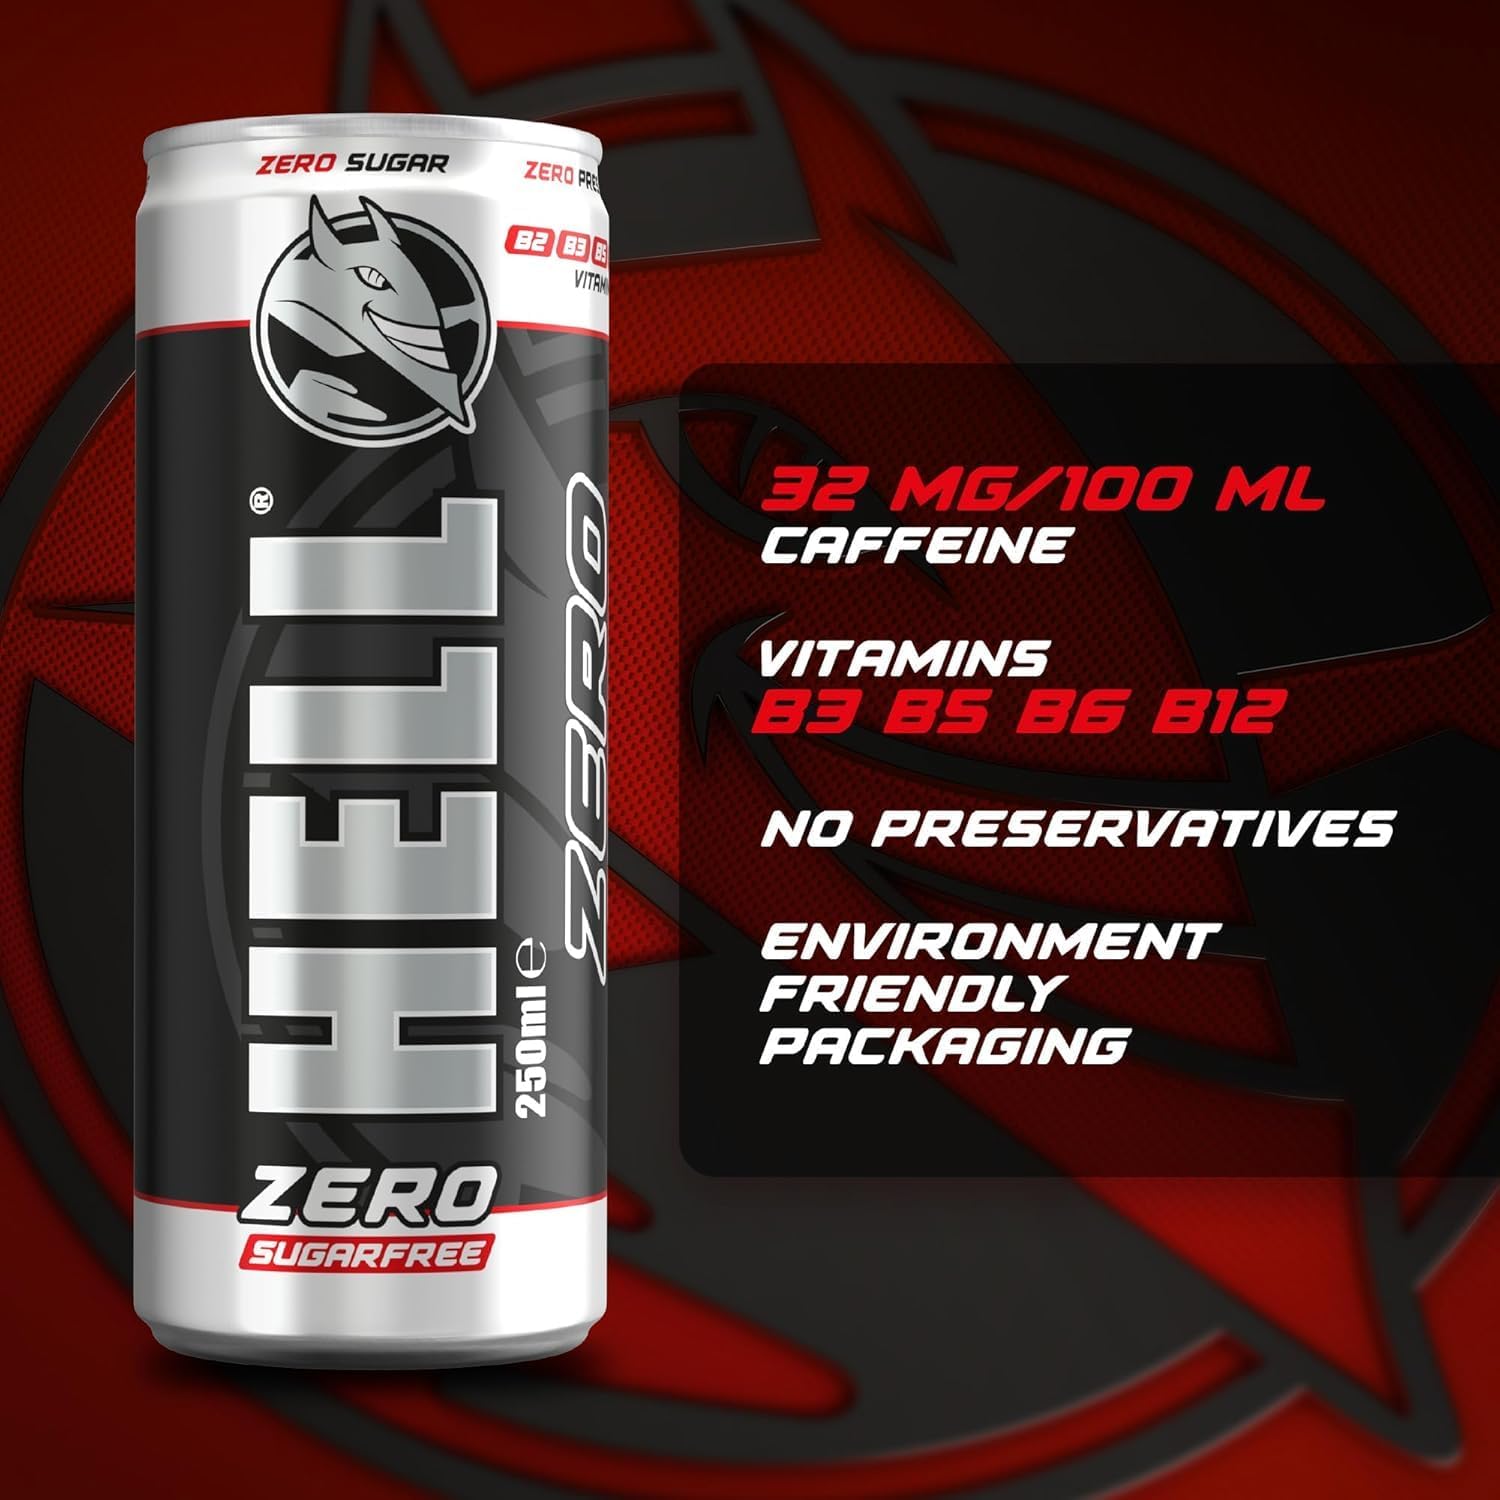 ZERO SUGAR
ZERO
B2 B3 B5
HELL®
ZERO
250ml e
ZERO
SUGARFREE
32 MG/100 ML
CAFFEINE
VITAMINS
B3 B5 B6 B12
NO PRESERVATIVES
ENVIRONMENT
FRIENDLY
PACKAGING